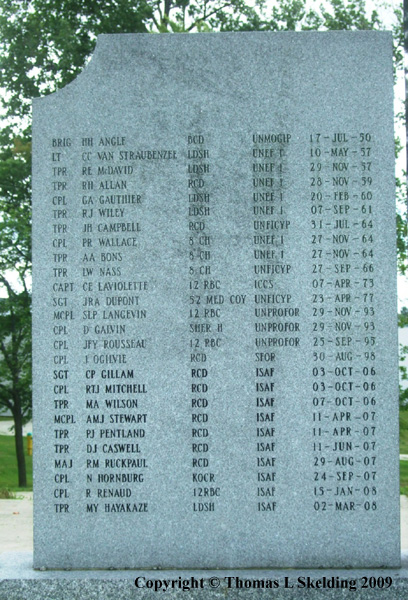 BRIG HH ANGLE BCD UNMOGIP 17-JUL-50
LT CC VAN STRAUBENZEE LDSH UNEF 10-MAY-57
TPR RE McDAVID LDSH UNEF I 29-NOV-57
TPR RH ALLAN RCD UNEF I 28-NOV-59
CPL GA GAUTHIER LDSH UNEF I 20-FEB-60
TPR RJ WILEY LDSH UNEF I 07-SEP-61
TPR JH CAMPBELL RCD UNFICYP 31-JUL-64
CPL PR WALLACE 8 CH UNEF I 27-NOV-64
TPR AA BONS 8 CH UNEF I 27-NOV-64
TPR LW NASS 8 CH UNFICYP 27-SEP-66
CAPT CE LAVIOLETTE 12 RBC ICCS 07-APR-73
SGT JRA DUPONT 52 MED COY UNFICYP 23-APR-77
MCPL SLP LANGEVIN 12 RBC UNPROFOR 29-NOV-93
CPL D GALVIN SHER H UNPROFOR 29-NOV-93
CPL JFY ROUSSEAU 12 RBC UNPROFOR 25-SEP-93
CPL J OGILVIE RCD SFOR 30-AUG-98
SGT CP GILLAM RCD ISAF 03-OCT-06
CPL RTJ MITCHELL RCD ISAF 03-OCT-06
TPR MA WILSON RCD ISAF 07-OCT-06
MCPL AMJ STEWART RCD ISAF 11-APR-07
TPR PJ PENTLAND RCD ISAF 11-APR-07
TPR DJ CASWELL RCD ISAF 11-JUN-07
MAJ RM RUCKPAUL RCD ISAF 29-AUG-07
CPL N HORNBURG KOCR ISAF 24-SEP-07
CPL R RENAUD 12RBC ISAF 15-JAN-08
TPR MY HAYAKAZE LDSH ISAF 02-MAR-08
Copyright © Thomas L Skelding 2009